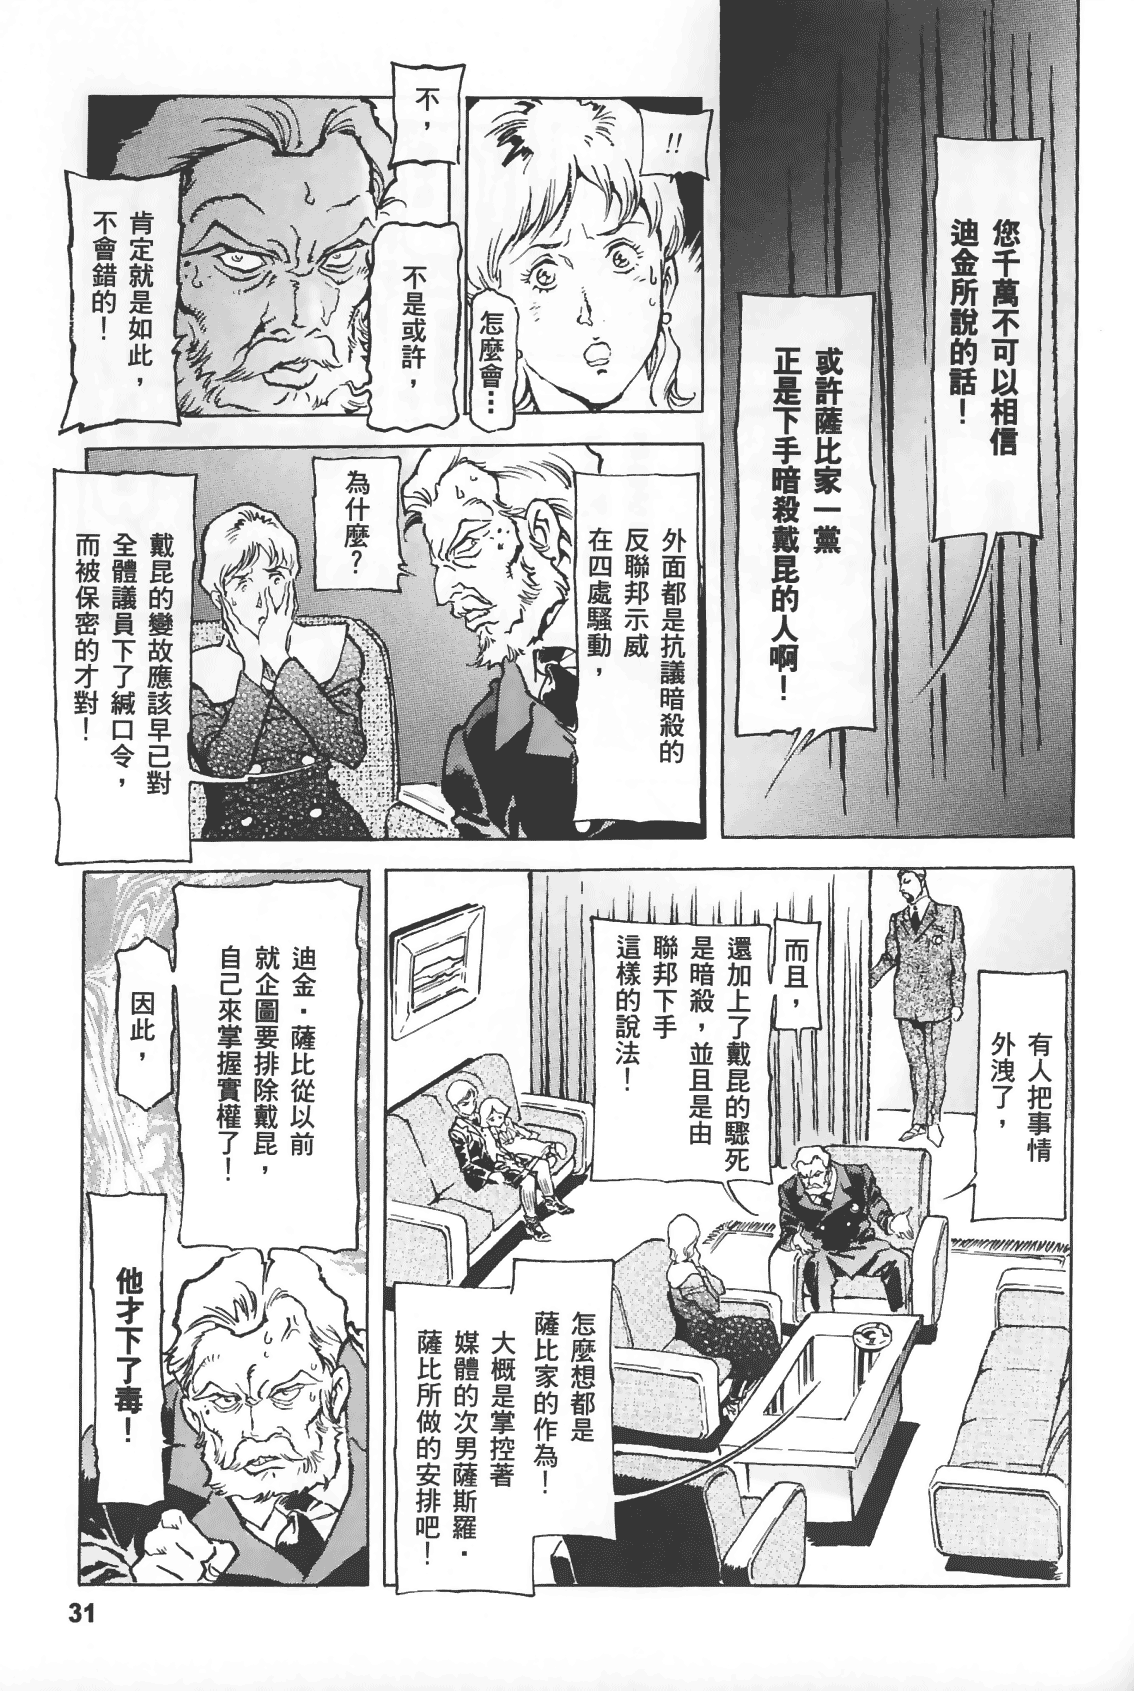 您千萬不可以相信
迪金所說的話！
或許薩比家一黨
正是下手暗殺戴昆的人啊！
!!
怎麼會…
不，
不是或許，
肯定就是如此，
不會錯的！
外面都是抗議暗殺的
反聯邦示威
在四處騷動，
為什麼？
戴昆的變故應該早已對
全體議員下了緘口令，
而被保密的才對！
有人把事情
外洩了，
而且，
還加上了戴昆的驟死
是暗殺，並且是由
聯邦下手
這樣的說法！
怎麼想都是
薩比家的作為！
大概是掌控著
媒體的次男薩斯羅·
薩比所做的安排吧！
迪金·薩比從以前
就企圖要排除戴昆，
自己來掌握實權了！
因此，
他才下了毒！
31